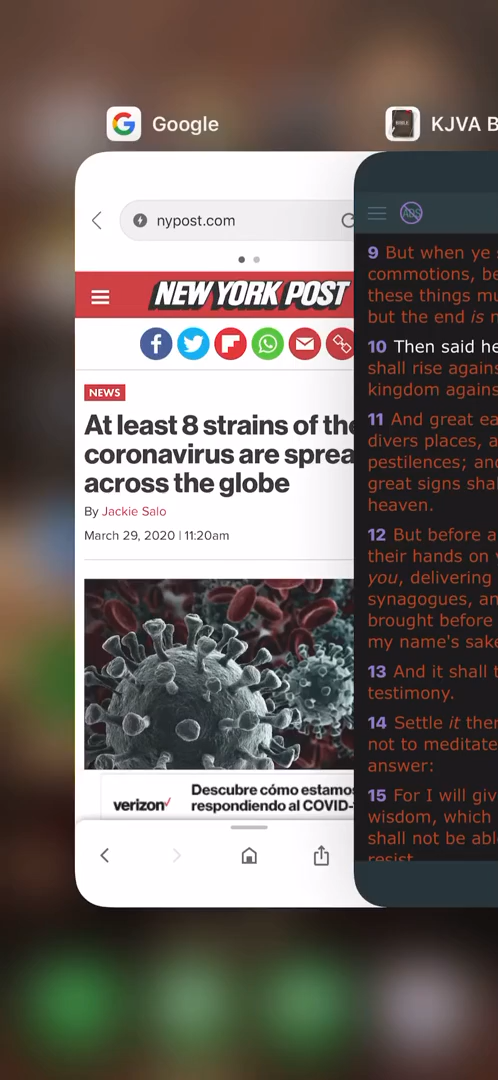 Google
KJVA B
nypost.com
NEW YORK POST
NEWS
At least 8 strains of the
coronavirus are sprea
across the globe
By Jackie Salo
March 29, 2020 | 11:20am
verizon✓
Descubre cómo estamo
respondiendo al COVID-
BIBLE
ADS
9 But when ye
commotions, be
these things mu
but the end is n
10 Then said he
shall rise agains
kingdom agains
11 And great ea
divers places, a
pestilences; and
great signs shal
heaven.
12 But before a
their hands on
you, delivering
synagogues, an
brought before
my name's sake
13 And it shall t
testimony.
14 Settle it ther
not to meditate
answer:
15 For I will giv
wisdom, which
shall not be abl
resist